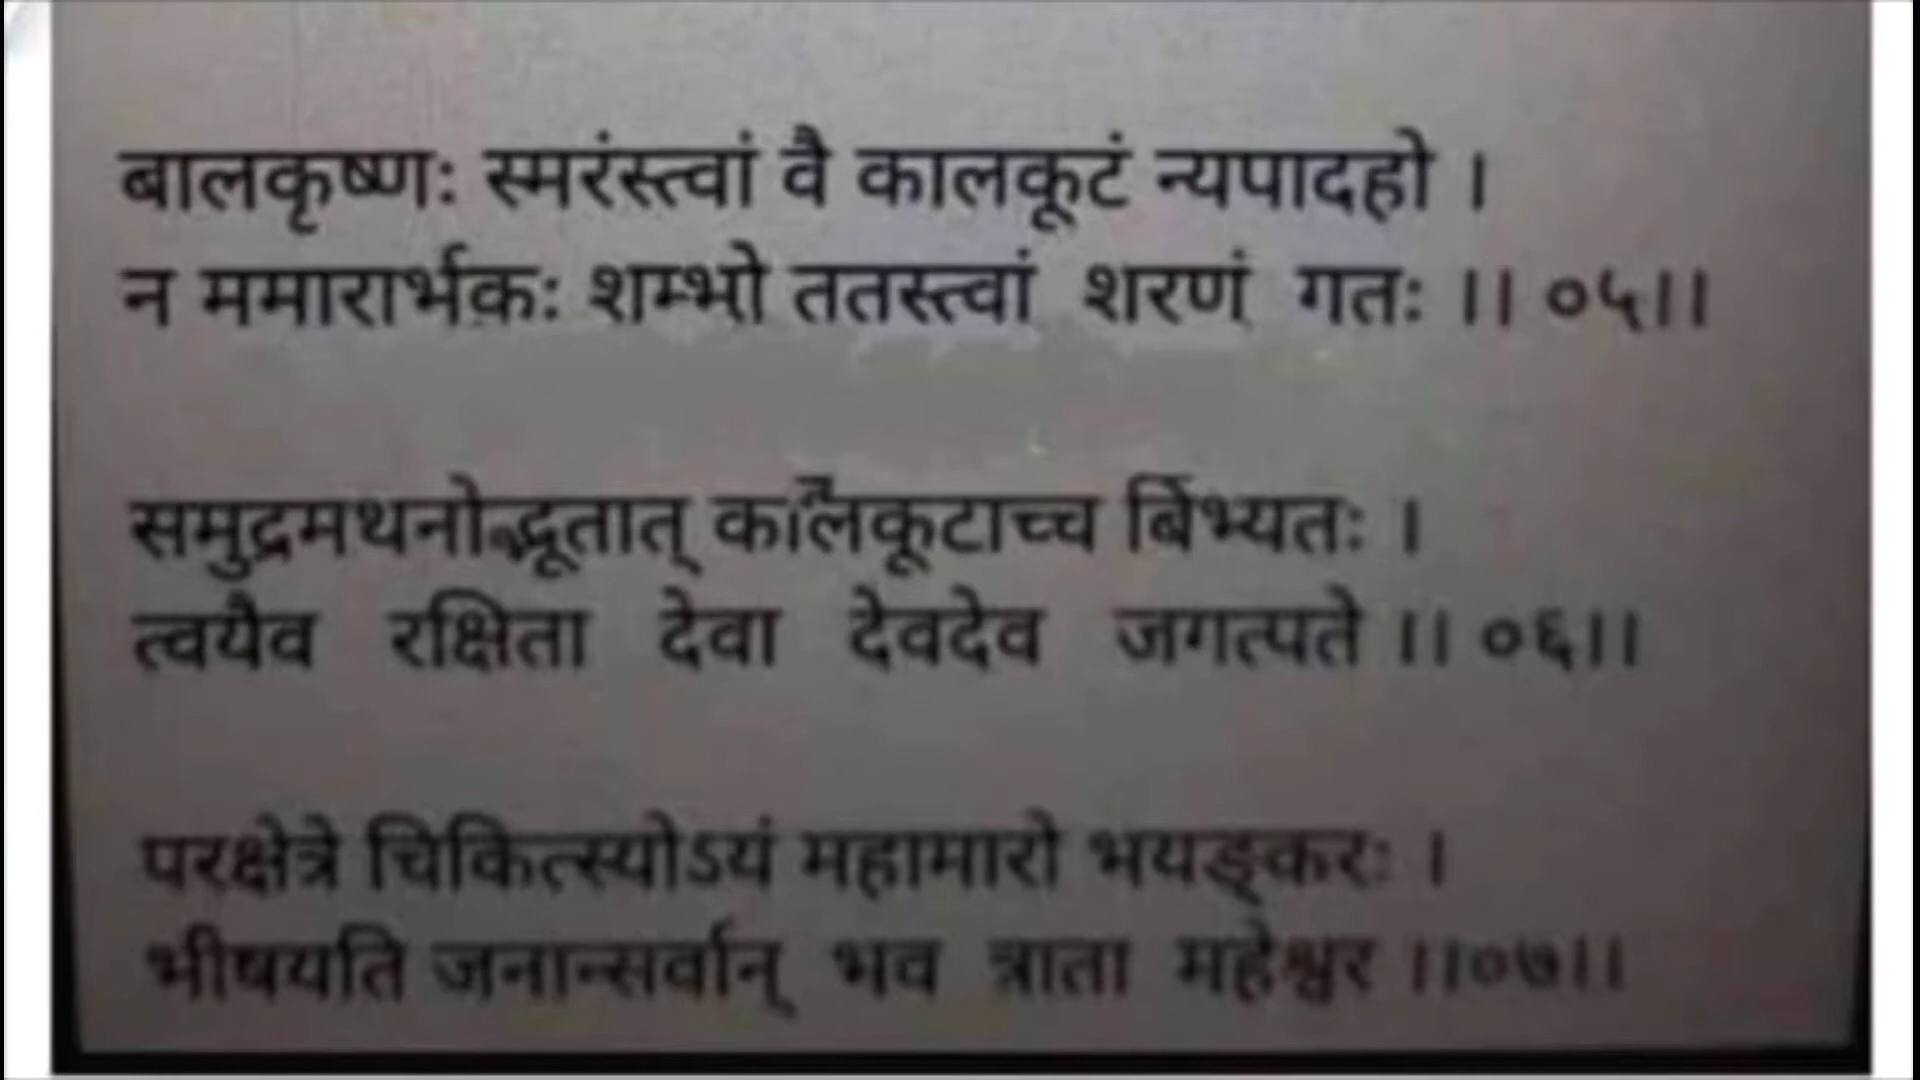 बालकृष्णः स्मरंस्त्वां वै कालकूटं न्यपादहो ।
न ममारार्भकः शम्भो ततस्त्वां शरणं गतः ।। ०५।।
समुद्रमथनोद्भूतात् कालकूटाच्च बिभ्यतः ।
त्वयैव रक्षिता देवा देवदेव जगत्पते ।। ०६।।
परक्षेत्रे चिकित्स्योऽयं महामारो भयङ्करः ।
भीषयति जनान्सर्वान् भव त्राता महेश्वर ।।०७।।